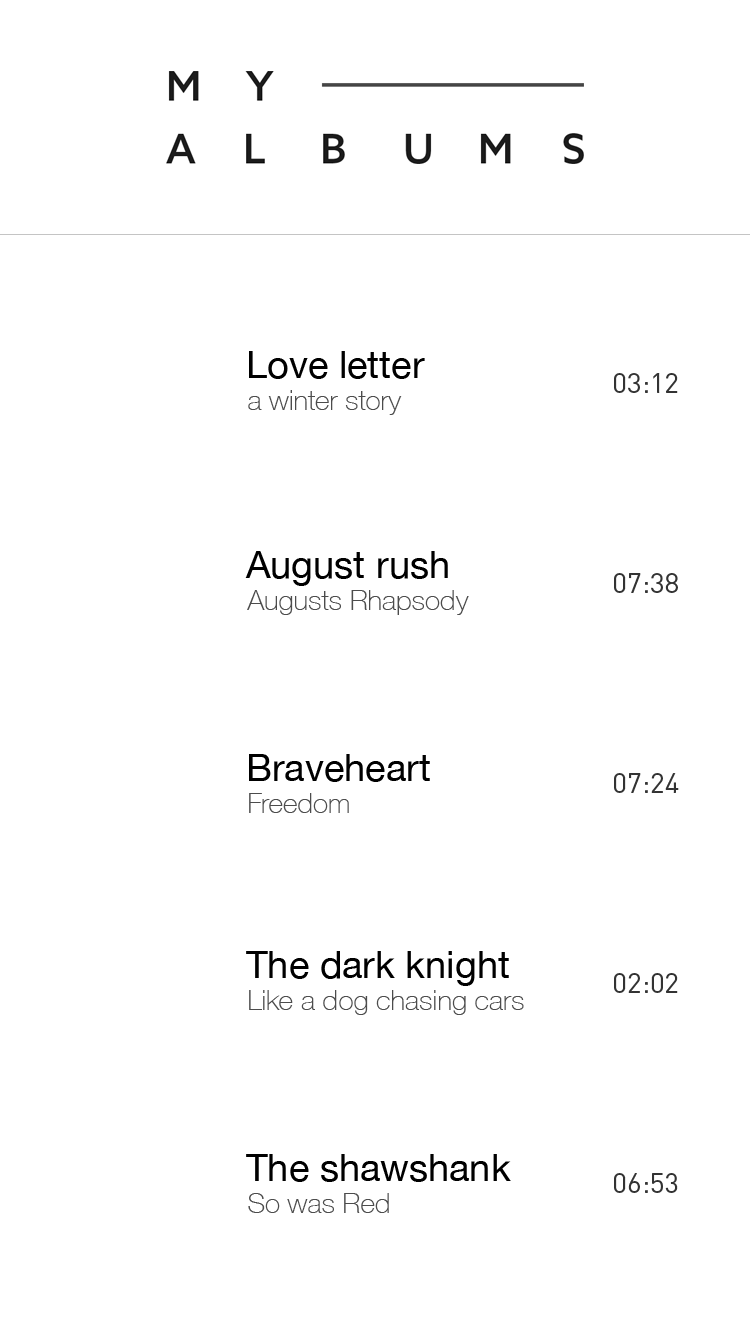 MY
ALBUMS
Love letter
a winter story
03:12
August rush
Augusts Rhapsody
07:38
Braveheart
Freedom
07:24
The dark knight
Like a dog chasing cars
02:02
The shawshank
So was Red
06:53